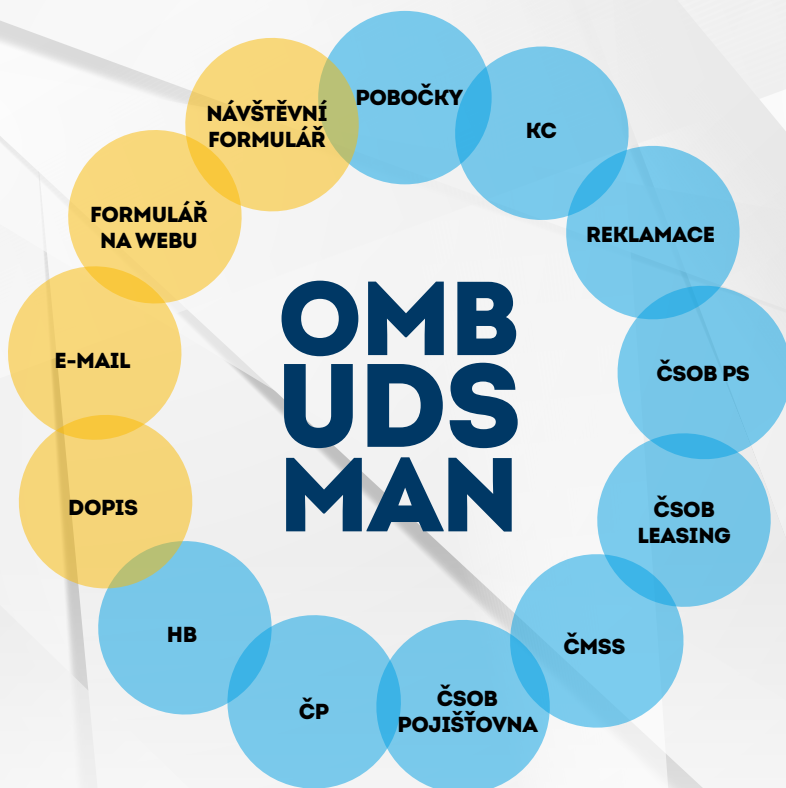 POBOČKY
KC
REKLAMACE
ČSOB PS
ČSOB
LEASING
ČMSS
ČSOB
POJIŠŤOVNA
ČP
HB
DOPIS
E-MAIL
FORMULÁŘ
NA WEBU
NÁVŠTĚVNÍ
FORMULÁŘ
OMB
UDS
MAN